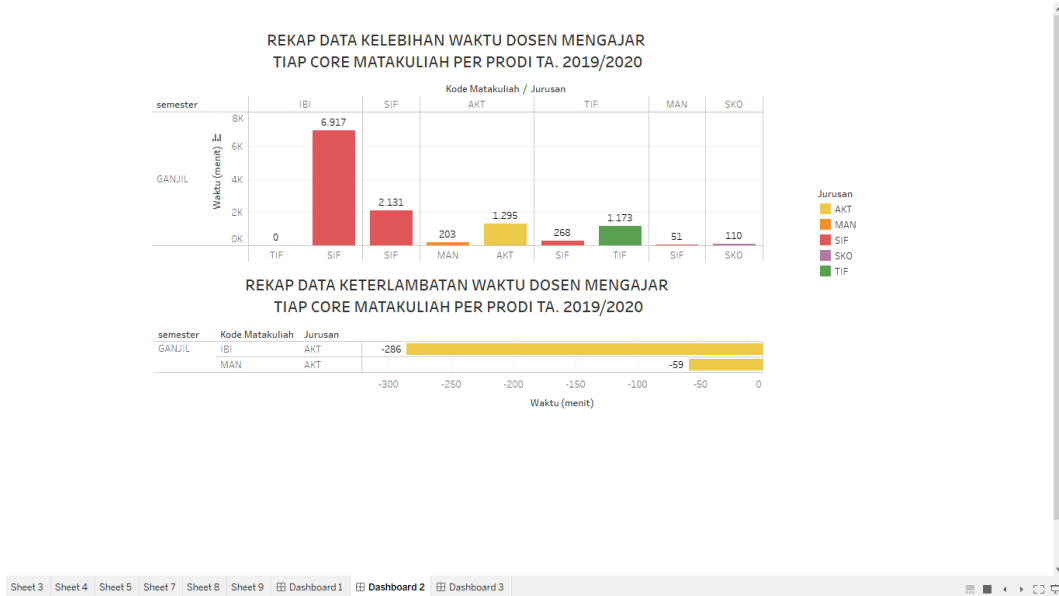 REKAP DATA KELEBIHAN WAKTU DOSEN MENGAJAR
TIAP CORE MATAKULIAH PER PRODI TA. 2019/2020
Kode Matakuliah / Jurusan
semester IBI SIF AKT TIF MAN SKO
GANJIL
Waktu (menit)
8K
6K
4K
2K
0K
0 6.917 2.131 203 1.295 268 1.173 51 110
TIF SIF SIF MAN AKT SIF TIF SIF SKO
Jurusan
AKT
MAN
SIF
SKO
TIF
REKAP DATA KETERLAMBATAN WAKTU DOSEN MENGAJAR
TIAP CORE MATAKULIAH PER PRODI TA. 2019/2020
semester Kode Matakuliah Jurusan
GANJIL IBI AKT -286
MAN AKT -59
-300 -250 -200 -150 -100 -50 0
Waktu (menit)
Sheet 3 Sheet 4 Sheet 5 Sheet 7 Sheet 8 Sheet 9 Dashboard 1 Dashboard 2 Dashboard 3